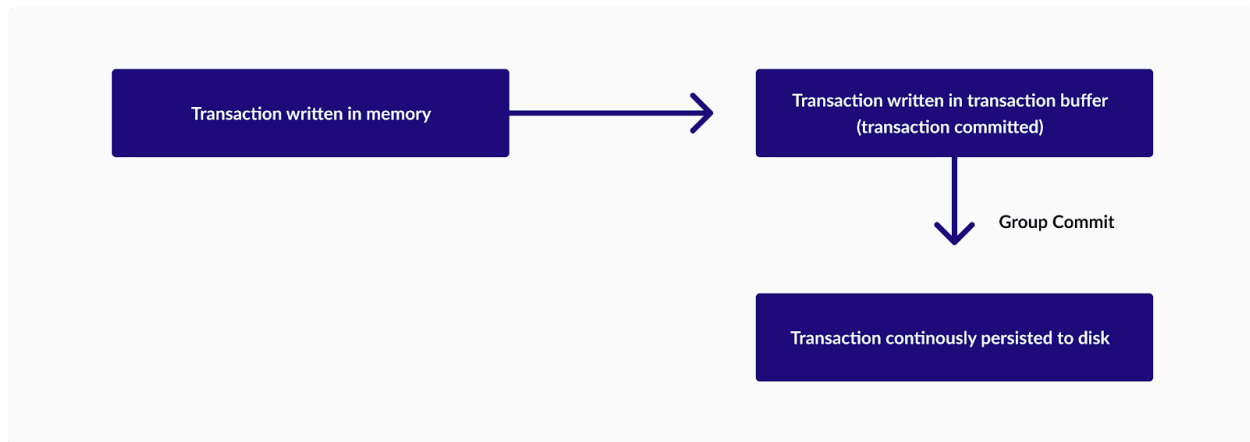 Transaction written in memory
Transaction written in transaction buffer
(transaction committed)
Group Commit
Transaction continously persisted to disk